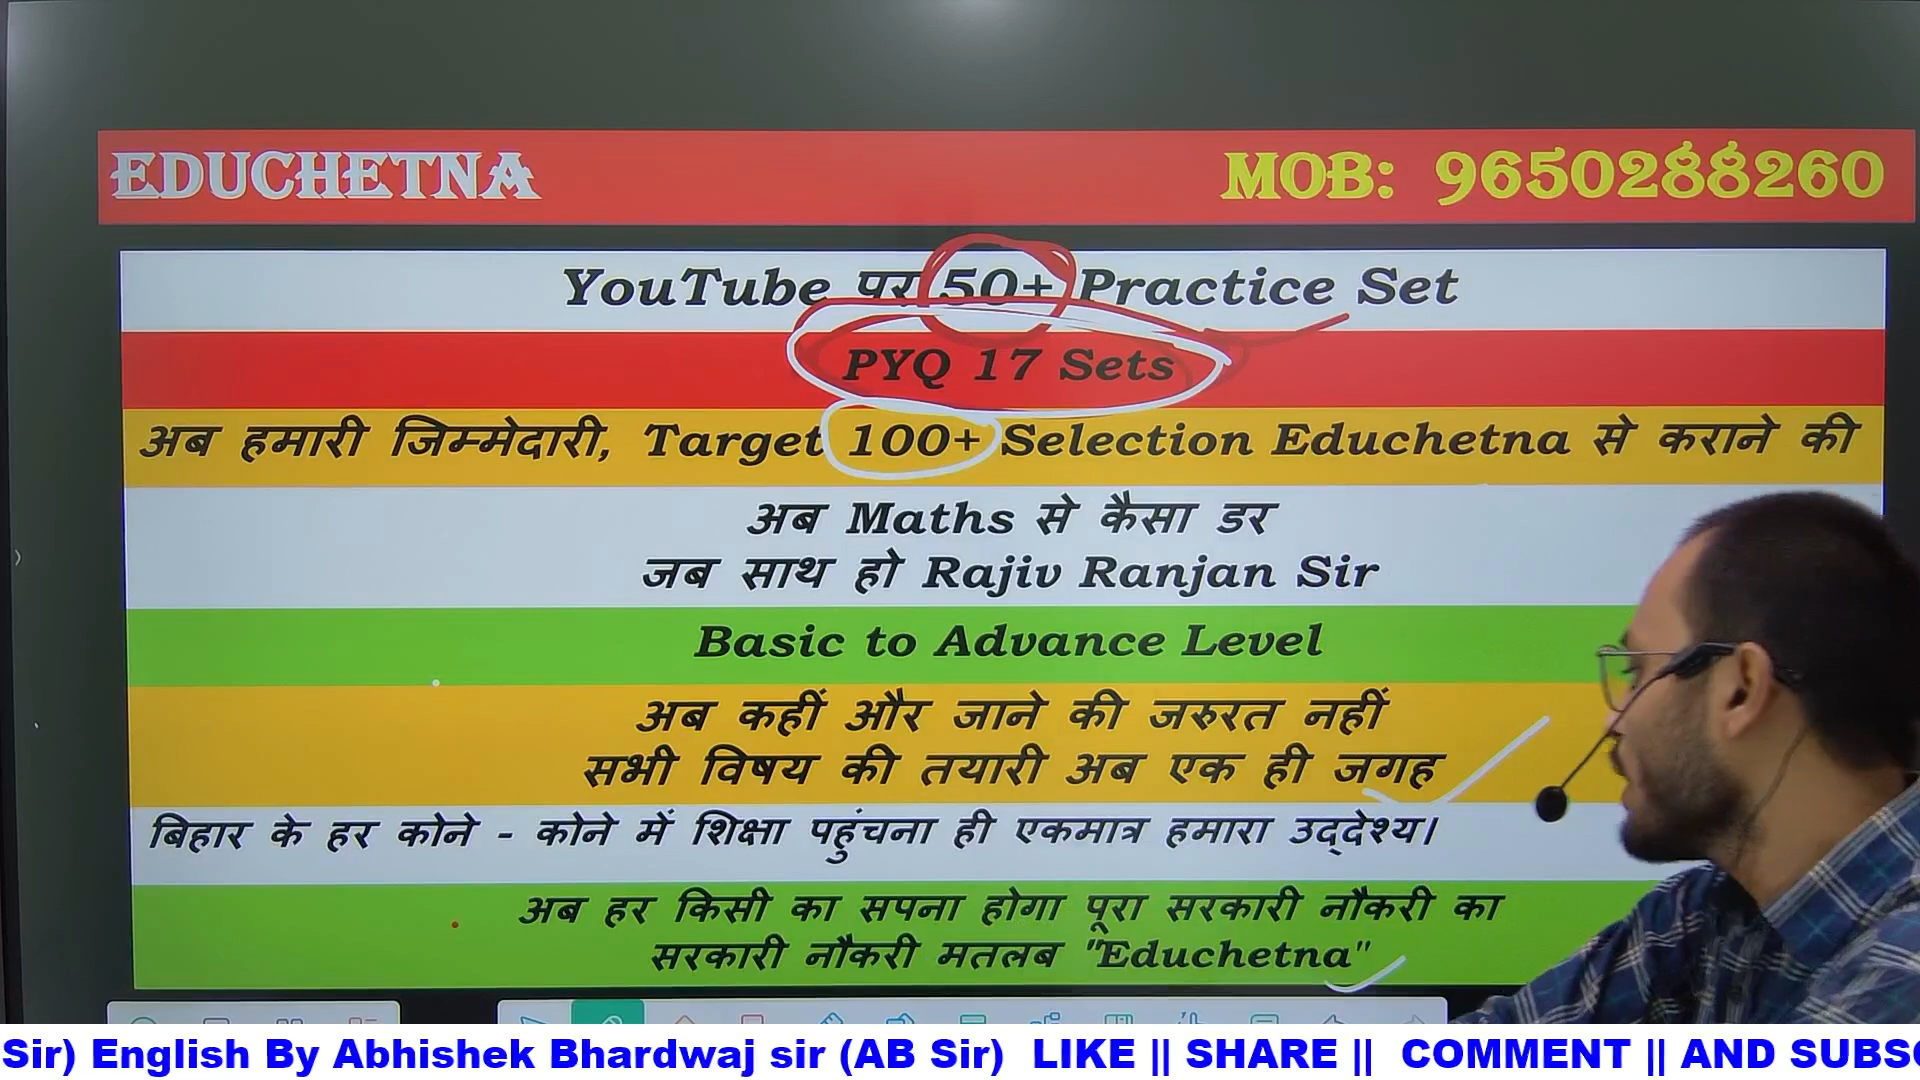 EDUCHETNA MOB: 9650288260
YouTube पर 50+ Practice Set
PYQ 17 Sets
अब हमारी जिम्मेदारी, Target 100+ Selection Educhetna से कराने की
अब Maths से कैसा डर
जब साथ हो Rajiv Ranjan Sir
Basic to Advance Level
अब कहीं और जाने की जरुरत नहीं
सभी विषय की तयारी अब एक ही जगह
बिहार के हर कोने - कोने में शिक्षा पहुंचना ही एकमात्र हमारा उद्देश्य।
अब हर किसी का सपना होगा पूरा सरकारी नौकरी का
सरकारी नौकरी मतलब "Educhetna"
Sir) English By Abhishek Bhardwaj sir (AB Sir) LIKE || SHARE || COMMENT || AND